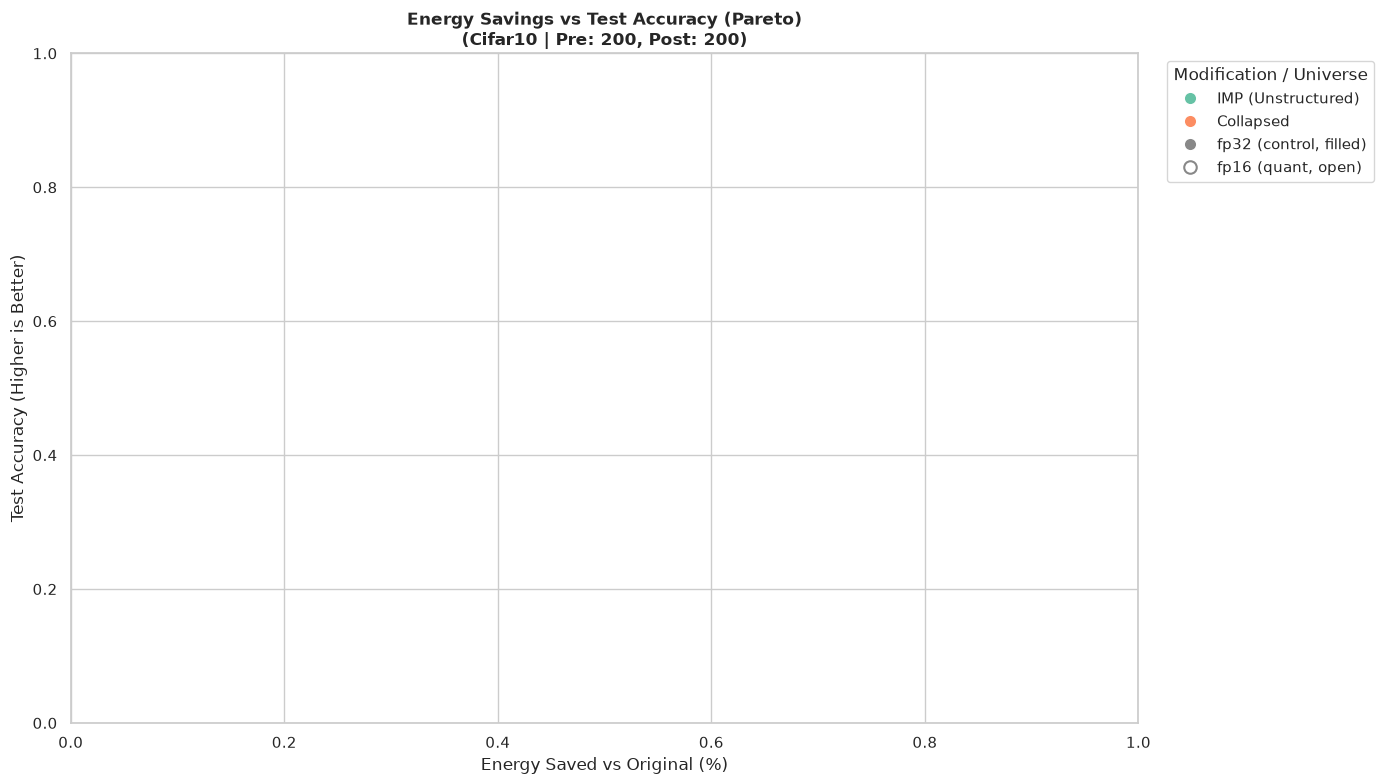 Energy Savings vs Test Accuracy (Pareto)
(Cifar10 | Pre: 200, Post: 200)
Test Accuracy (Higher is Better)
1.0
0.8
0.6
0.4
0.2
0.0
0.0 0.2 0.4 0.6 0.8 1.0
Energy Saved vs Original (%)
Modification / Universe
IMP (Unstructured)
Collapsed
fp32 (control, filled)
fp16 (quant, open)